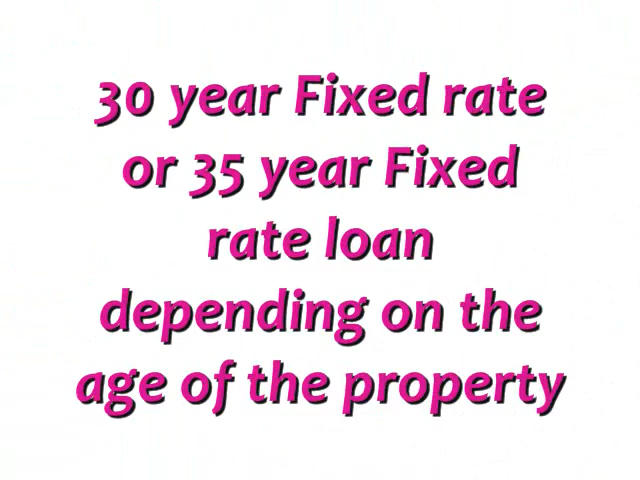 30 year Fixed rate
or 35 year Fixed
rate loan
depending on the
age of the property